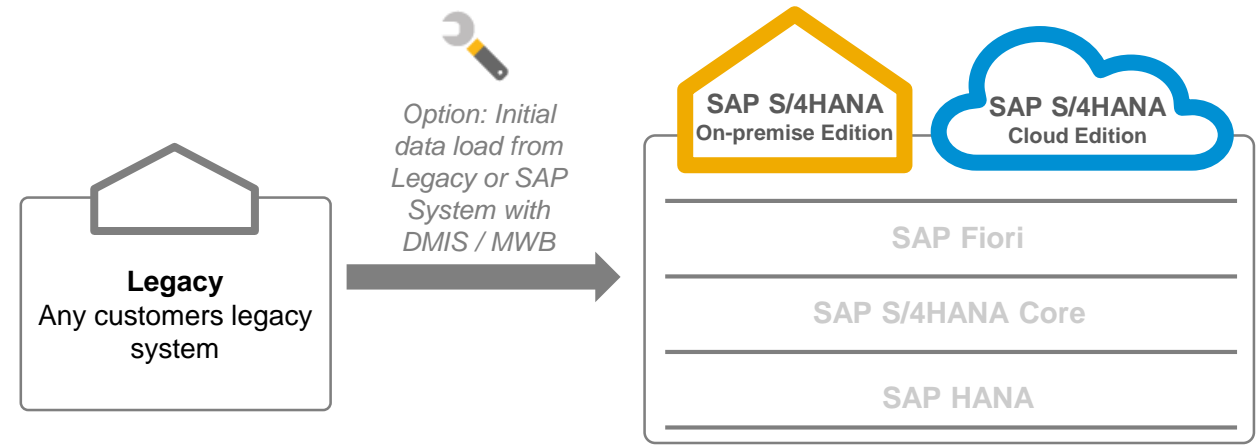 Legacy
Any customers legacy
system
Option: Initial
data load from
Legacy or SAP
System with
DMIS / MWB
SAP S/4HANA
On-premise Edition
SAP S/4HANA
Cloud Edition
SAP Fiori
SAP S/4HANA Core
SAP HANA